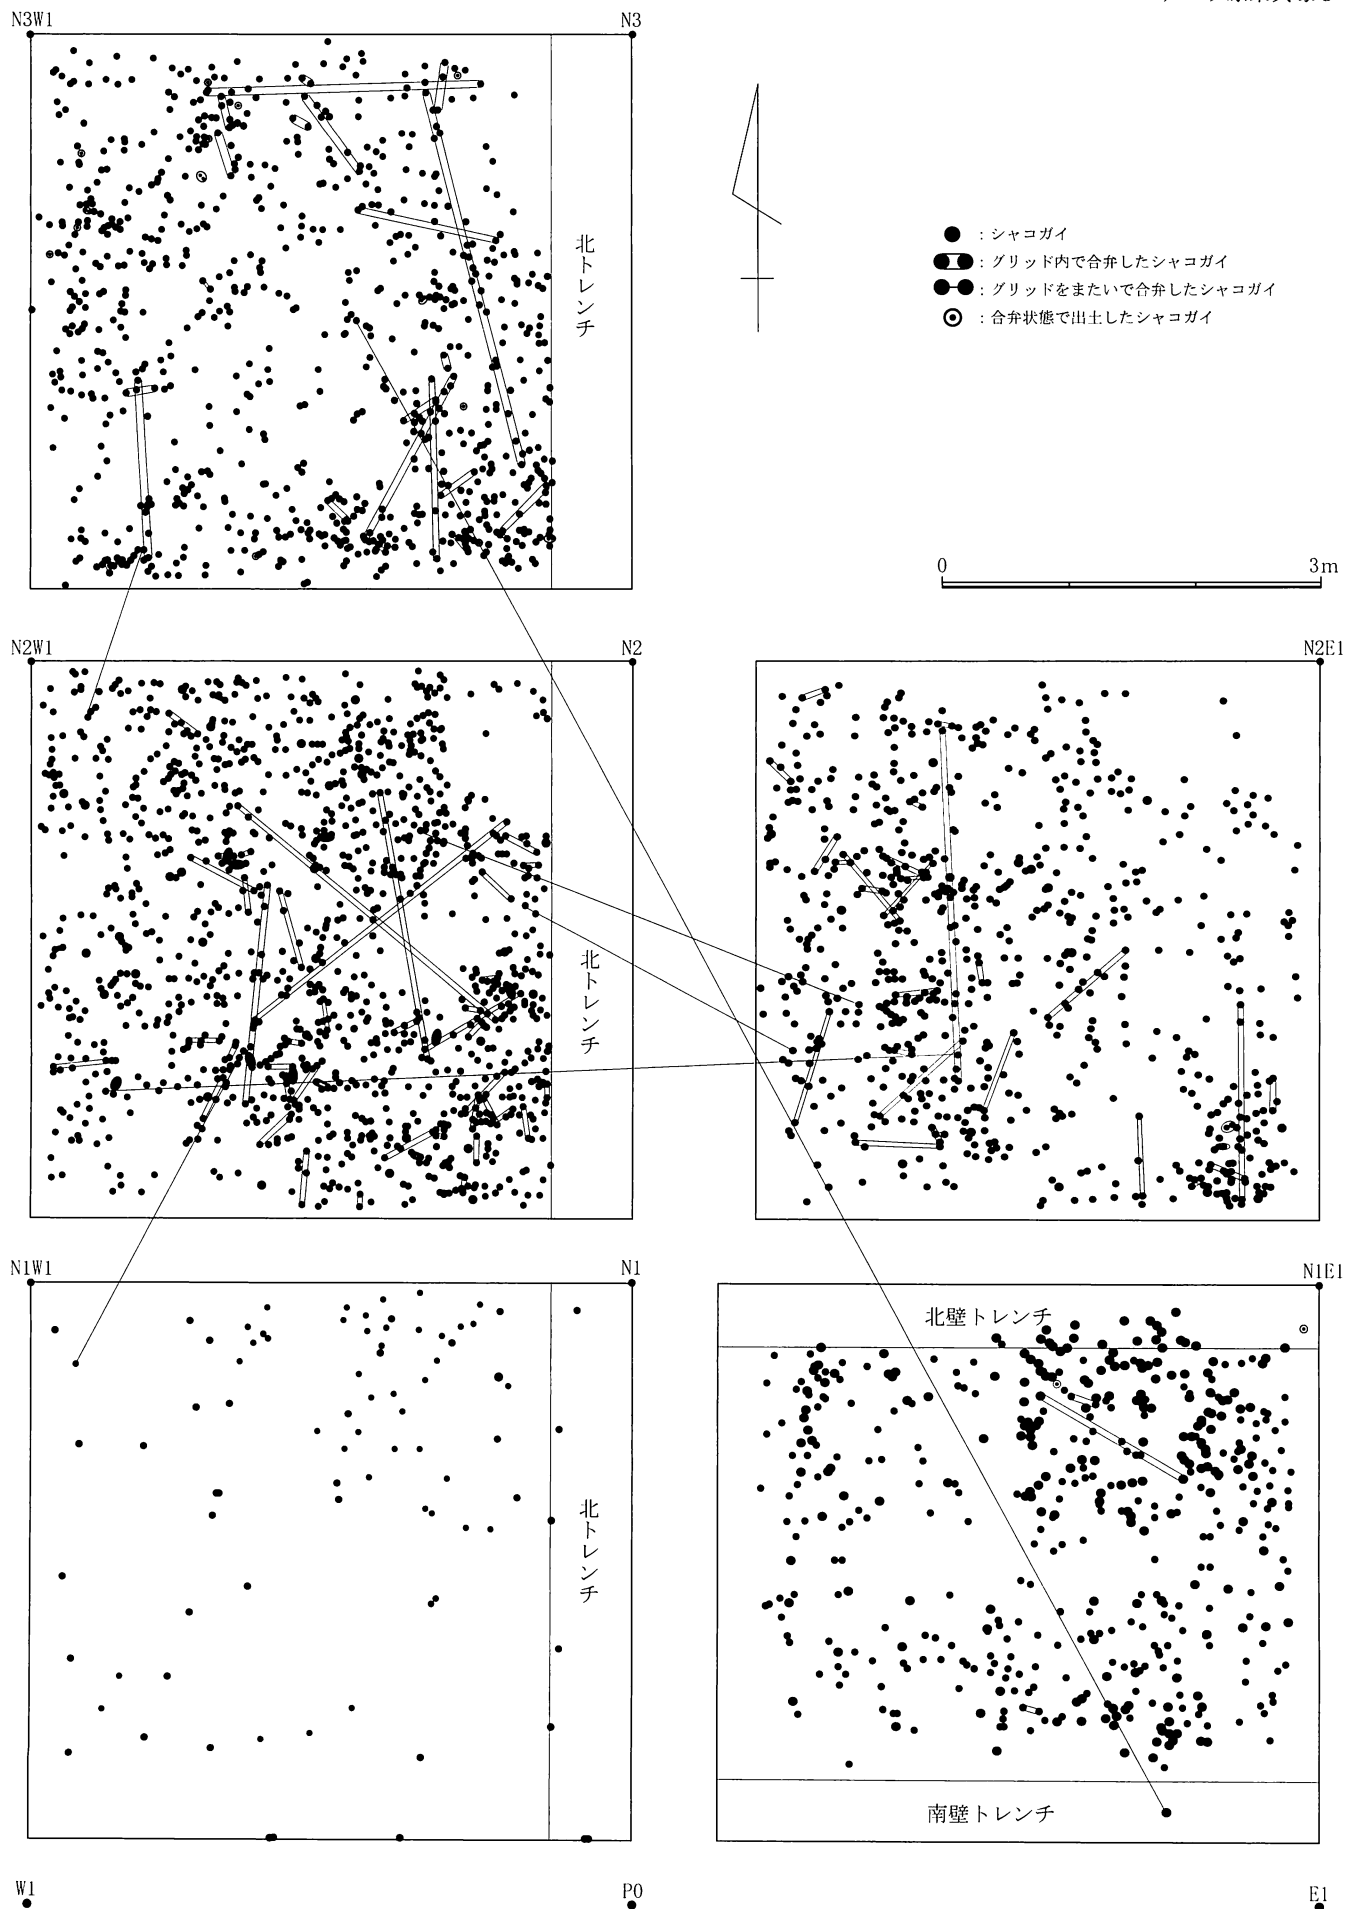 N3W1
N3
北トレンチ
: シャコガイ
: グリッド内で合弁したシャコガイ
: グリッドをまたいで合弁したシャコガイ
: 合弁状態で出土したシャコガイ
0 3m
N2W1
N2
北トレンチ
N2E1
N1W1
N1
北トレンチ
N1E1
北壁トレンチ
南壁トレンチ
W1
P0
E1